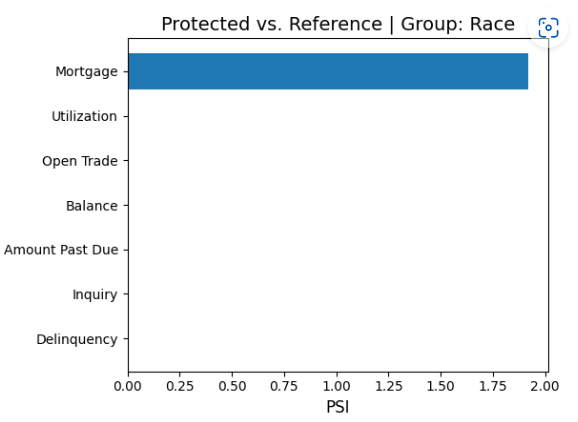 Protected vs. Reference | Group: Race
Mortgage
Utilization
Open Trade
Balance
Amount Past Due
Inquiry
Delinquency
0.00 0.25 0.50 0.75 1.00 1.25 1.50 1.75 2.00
PSI